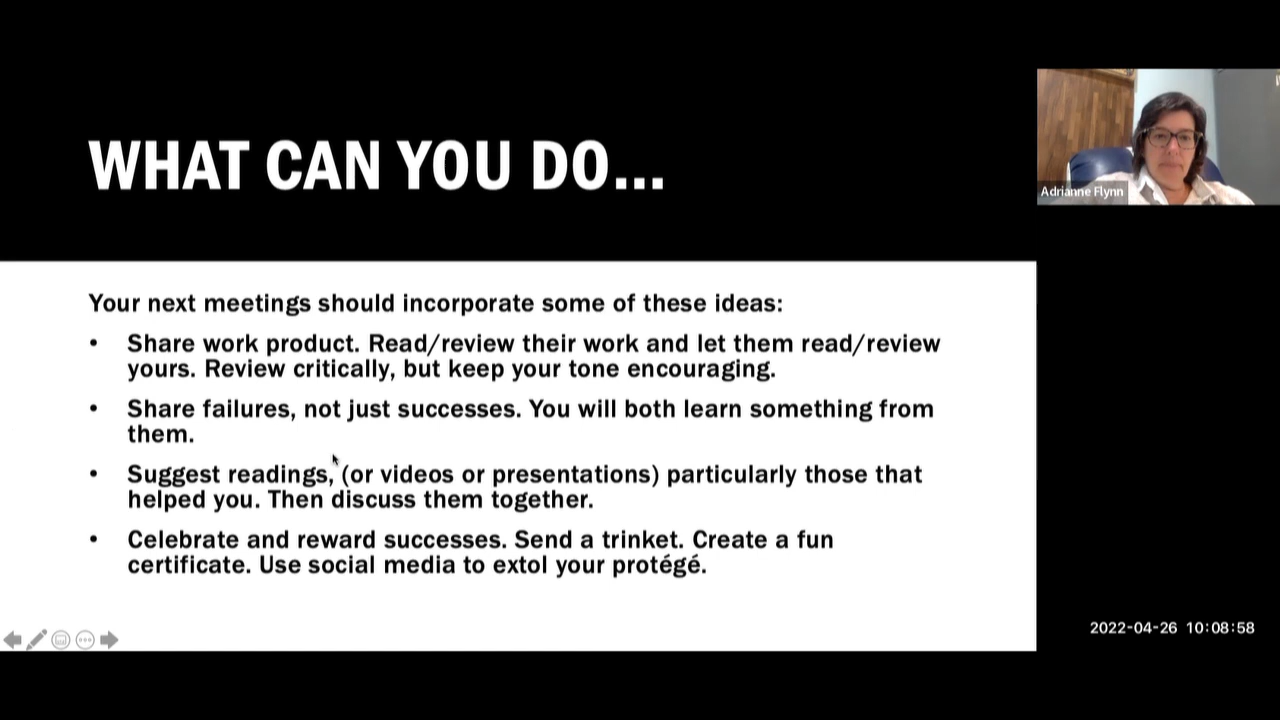 WHAT CAN YOU DO...
Adrianne Flynn
Your next meetings should incorporate some of these ideas:
• Share work product. Read/review their work and let them read/review
yours. Review critically, but keep your tone encouraging.
• Share failures, not just successes. You will both learn something from
them.
• Suggest readings, (or videos or presentations) particularly those that
helped you. Then discuss them together.
• Celebrate and reward successes. Send a trinket. Create a fun
certificate. Use social media to extol your protégé.
2022-04-26 10:08:58